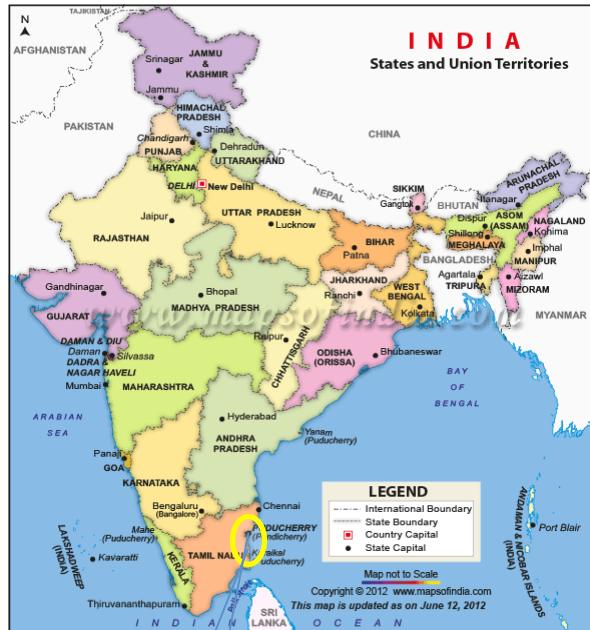 TAJIKISTAN
N
INDIA
States and Union Territories
AFGHANISTAN
JAMMU
&
KASHMIR
Srinagar
Jammu
HIMACHAL
PRADESH
PAKISTAN
CHINA
Chandigarh
Shimla
PUNJAB
Dehradun
UTTARAKHAND
HARYANA
DELHI
New Delhi
ARUNACHAL
PRADESH
NEPAL
SIKKIM
Gangtok
BHUTAN
Itanagar
Jaipur
UTTAR PRADESH
Lucknow
Dispur
ASOM
(ASSAM)
NAGALAND
Kohima
RAJASTHAN
BIHAR
Patna
Shillong
MEGHALAYA
Imphal
MANIPUR
BANGLADESH
Gandhinagar
Bhopal
MADHYA PRADESH
JHARKHAND
Ranchi
WEST
BENGAL
Kolkata
Agartala
TRIPURA
Aizawl
MIZORAM
GUJARAT
www.mapsofindia.com
MYANMAR
DAMAN & DIU
Daman
Silvassa
DADRA &
NAGAR HAVELI
Mumbai
Raipur
CHHATTISGARH
ODISHA
(ORISSA)
Bhubaneswar
MAHARASHTRA
BAY
OF
BENGAL
ARABIAN
SEA
Hyderabad
Yanam
(Puducherry)
ANDHRA
PRADESH
Panaji
GOA
KARNATAKA
Bengaluru
(Bangalore)
Chennai
Mahe
(Puducherry)
PUDUCHERRY
(Pondicherry)
Karaikal
(Puducherry)
TAMIL NADU
KERALA
LAKSHADWEEP
(INDIA)
Kavaratti
Thiruvananthapuram
SRI
LANKA
INDIAN OCEAN
ANDAMAN & NICOBAR ISLANDS
(INDIA)
Port Blair
LEGEND
International Boundary
State Boundary
Country Capital
State Capital
Map not to Scale
Copyright © 2012 www.mapsofindia.com
This map is updated as on June 12, 2012